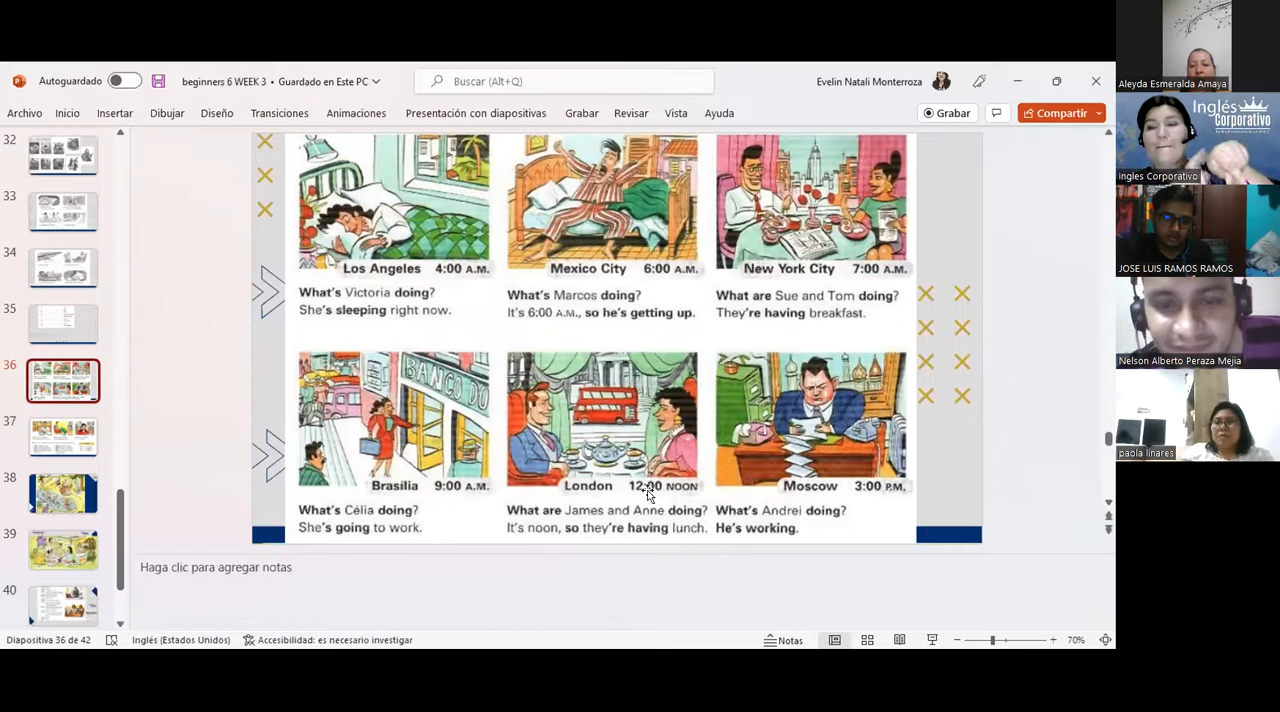 Autoguardado
beginners 6 WEEK 3 • Guardado en Este PC
Buscar (Alt+Q)
Evelin Natali Monterroza
Archivo Inicio Insertar Dibujar Diseño Transiciones Animaciones Presentación con diapositivas Grabar Revisar Vista Ayuda
Grabar
Compartir
32
33
34
35
36
37
38
39
40
Los Angeles 4:00 A.M.
What's Victoria doing?
She's sleeping right now.
Mexico City 6:00 A.M.
What's Marcos doing?
It's 6:00 A.M., so he's getting up.
New York City 7:00 A.M.
What are Sue and Tom doing?
They're having breakfast.
BANCO DO
Brasília 9:00 A.M.
What's Célia doing?
She's going to work.
London 12:00 NOON
What are James and Anne doing?
It's noon, so they're having lunch.
Moscow 3:00 P.M.
What's Andrei doing?
He's working.
Haga clic para agregar notas
Diapositiva 36 de 42
Inglés (Estados Unidos)
Accesibilidad: es necesario investigar
Notas
70%
Aleyda Esmeralda Amaya
Inglés
Corporativo
Ingles Corporativo
JOSE LUIS RAMOS RAMOS
Nelson Alberto Peraza Mejia
paola linares